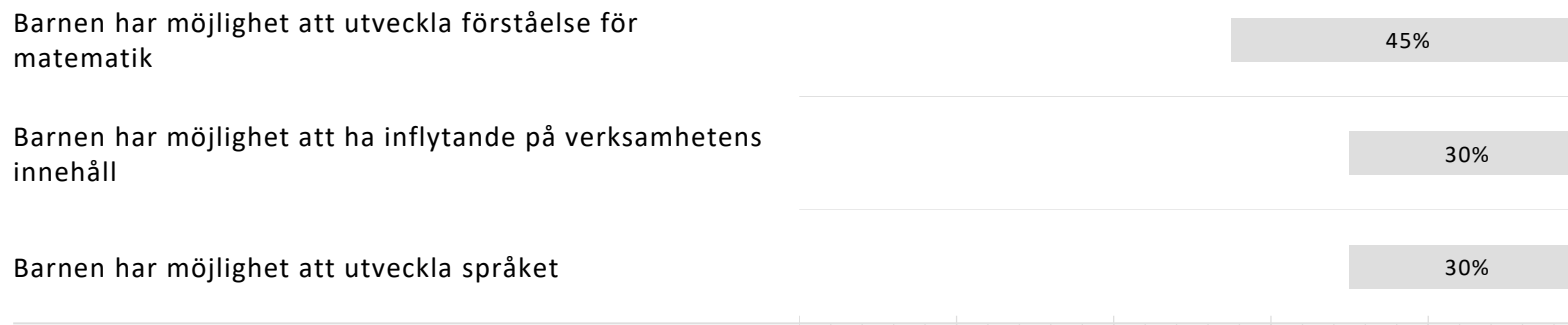 Barnen har möjlighet att utveckla förståelse för
matematik
45%
Barnen har möjlighet att ha inflytande på verksamhetens
innehåll
30%
Barnen har möjlighet att utveckla språket
30%